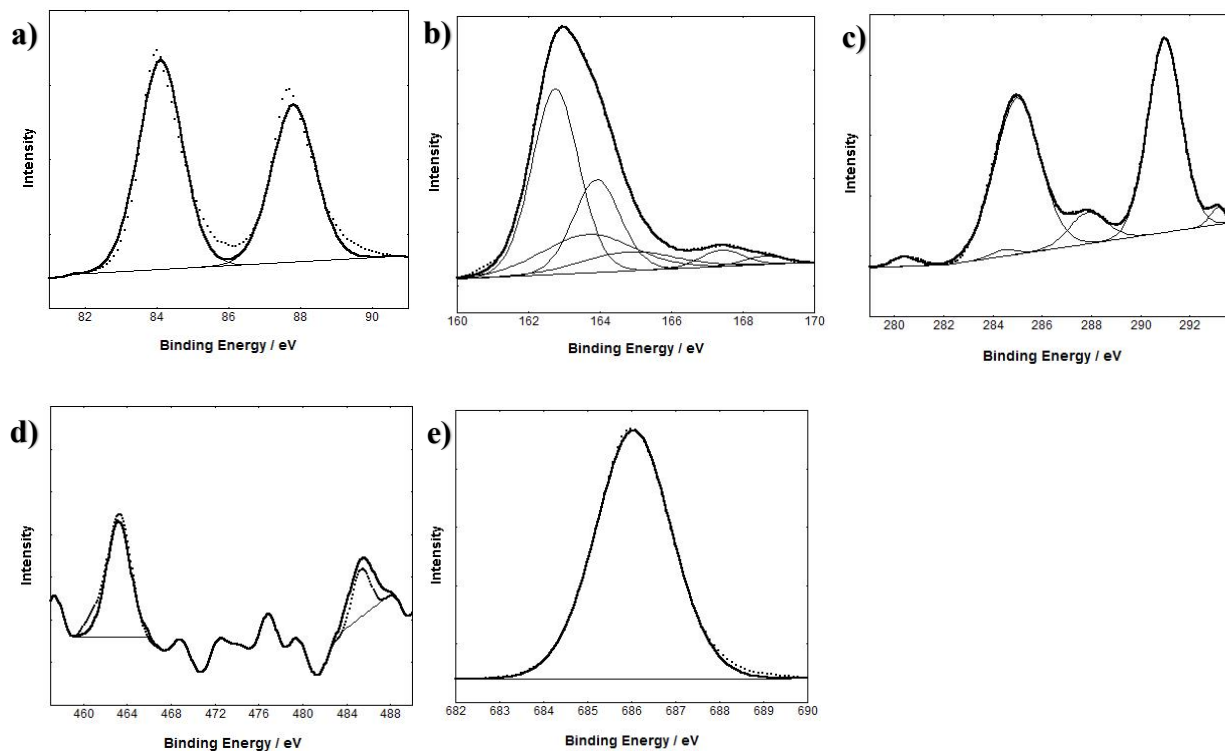 a)
Intensity
82 84 86 88 90
Binding Energy / eV
b)
Intensity
160 162 164 166 168 170
Binding Energy / eV
c)
Intensity
280 282 284 286 288 290 292
Binding Energy / eV
d)
Intensity
460 464 468 472 476 480 484 488
Binding Energy / eV
e)
Intensity
682 683 684 685 686 687 688 689 690
Binding Energy / eV